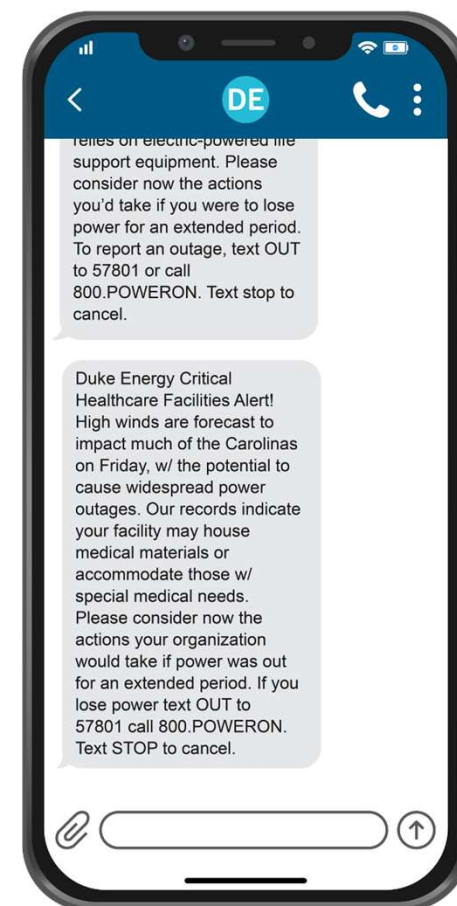 DE
relies on electric-powered life
support equipment. Please
consider now the actions
you'd take if you were to lose
power for an extended period.
To report an outage, text OUT
to 57801 or call
800.POWERON. Text stop to
cancel.
Duke Energy Critical
Healthcare Facilities Alert!
High winds are forecast to
impact much of the Carolinas
on Friday, w/ the potential to
cause widespread power
outages. Our records indicate
your facility may house
medical materials or
accommodate those w/
special medical needs.
Please consider now the
actions your organization
would take if power was out
for an extended period. If you
lose power text OUT to
57801 call 800.POWERON.
Text STOP to cancel.